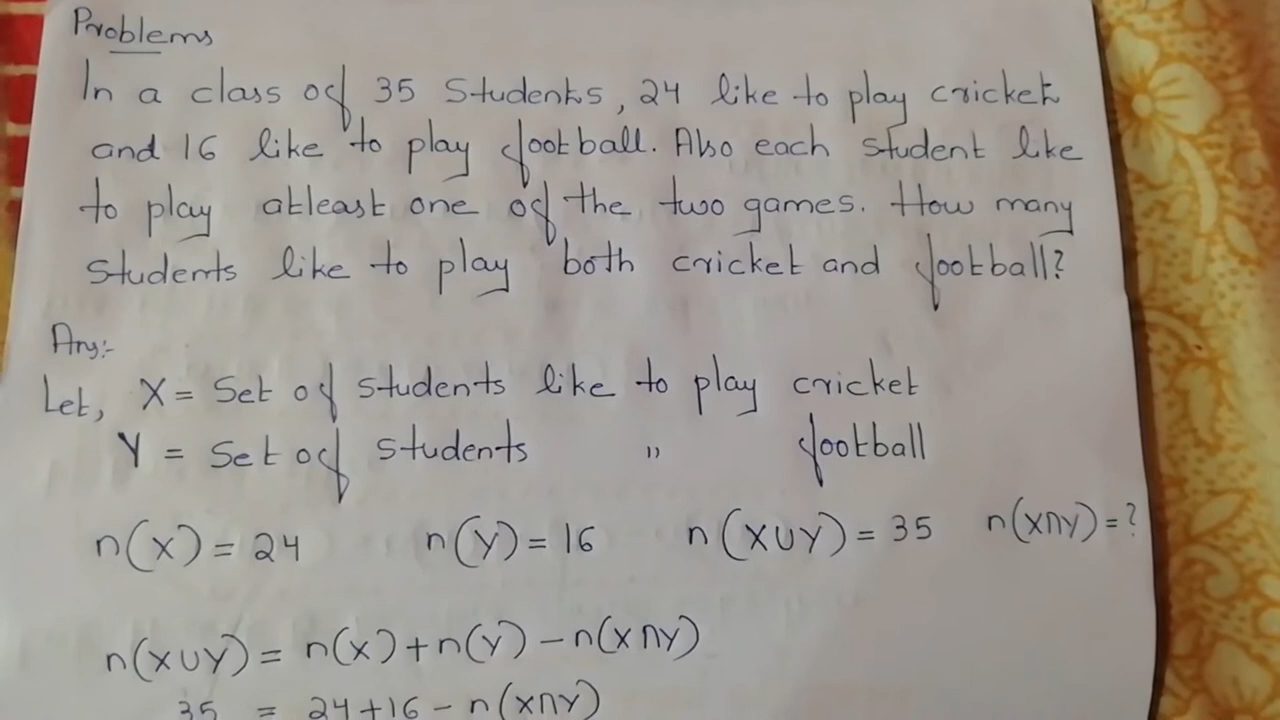 Problems
In a class of 35 Students, 24 like to play cricket
and 16 like to play football. Also each student like
to play atleast one of the two games. How many
students like to play both cricket and football?
Ans:-
Let, X = Set of students like to play cricket
Y = Set of students " football
n(X) = 24 n(Y) = 16 n(X∪Y) = 35 n(X∩Y) = ?
n(X∪Y) = n(X) + n(Y) - n(X∩Y)
35 = 24+16 - n(X∩Y)